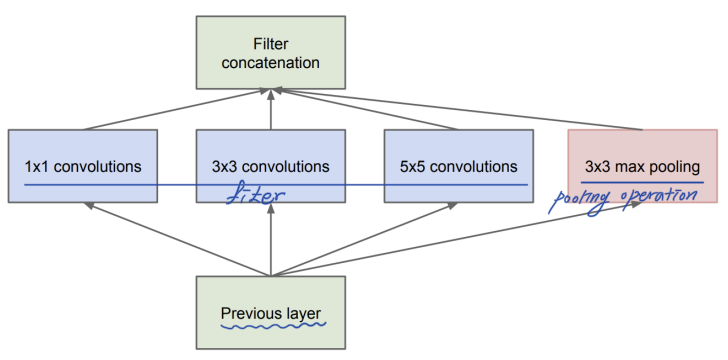 Filter
concatenation
1x1 convolutions
3x3 convolutions
5x5 convolutions
3x3 max pooling
filter
pooling operation
Previous layer